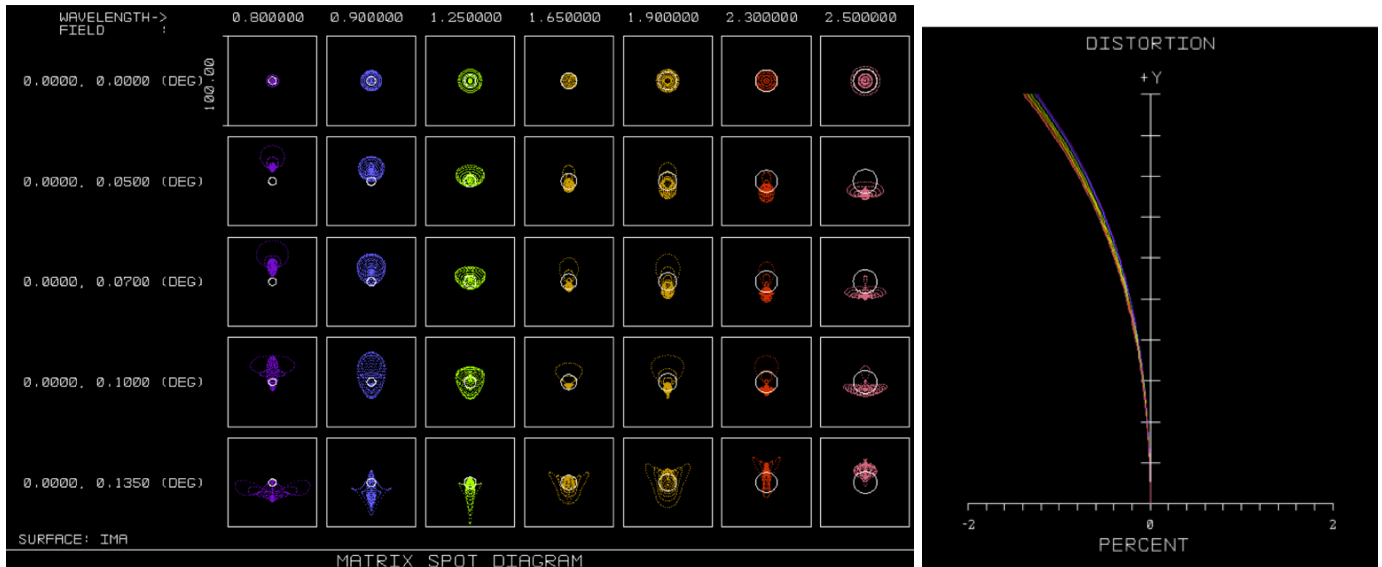 WAVELENGTH-> 0.800000 0.900000 1.250000 1.650000 1.900000 2.300000 2.500000
FIELD :
0.0000, 0.0000 (DEG)
100.00
0.0000, 0.0500 (DEG)
0.0000, 0.0700 (DEG)
0.0000, 0.1000 (DEG)
0.0000, 0.1350 (DEG)
SURFACE: IMA
MATRIX SPOT DIAGRAM
DISTORTION
+Y
-2 0 2
PERCENT